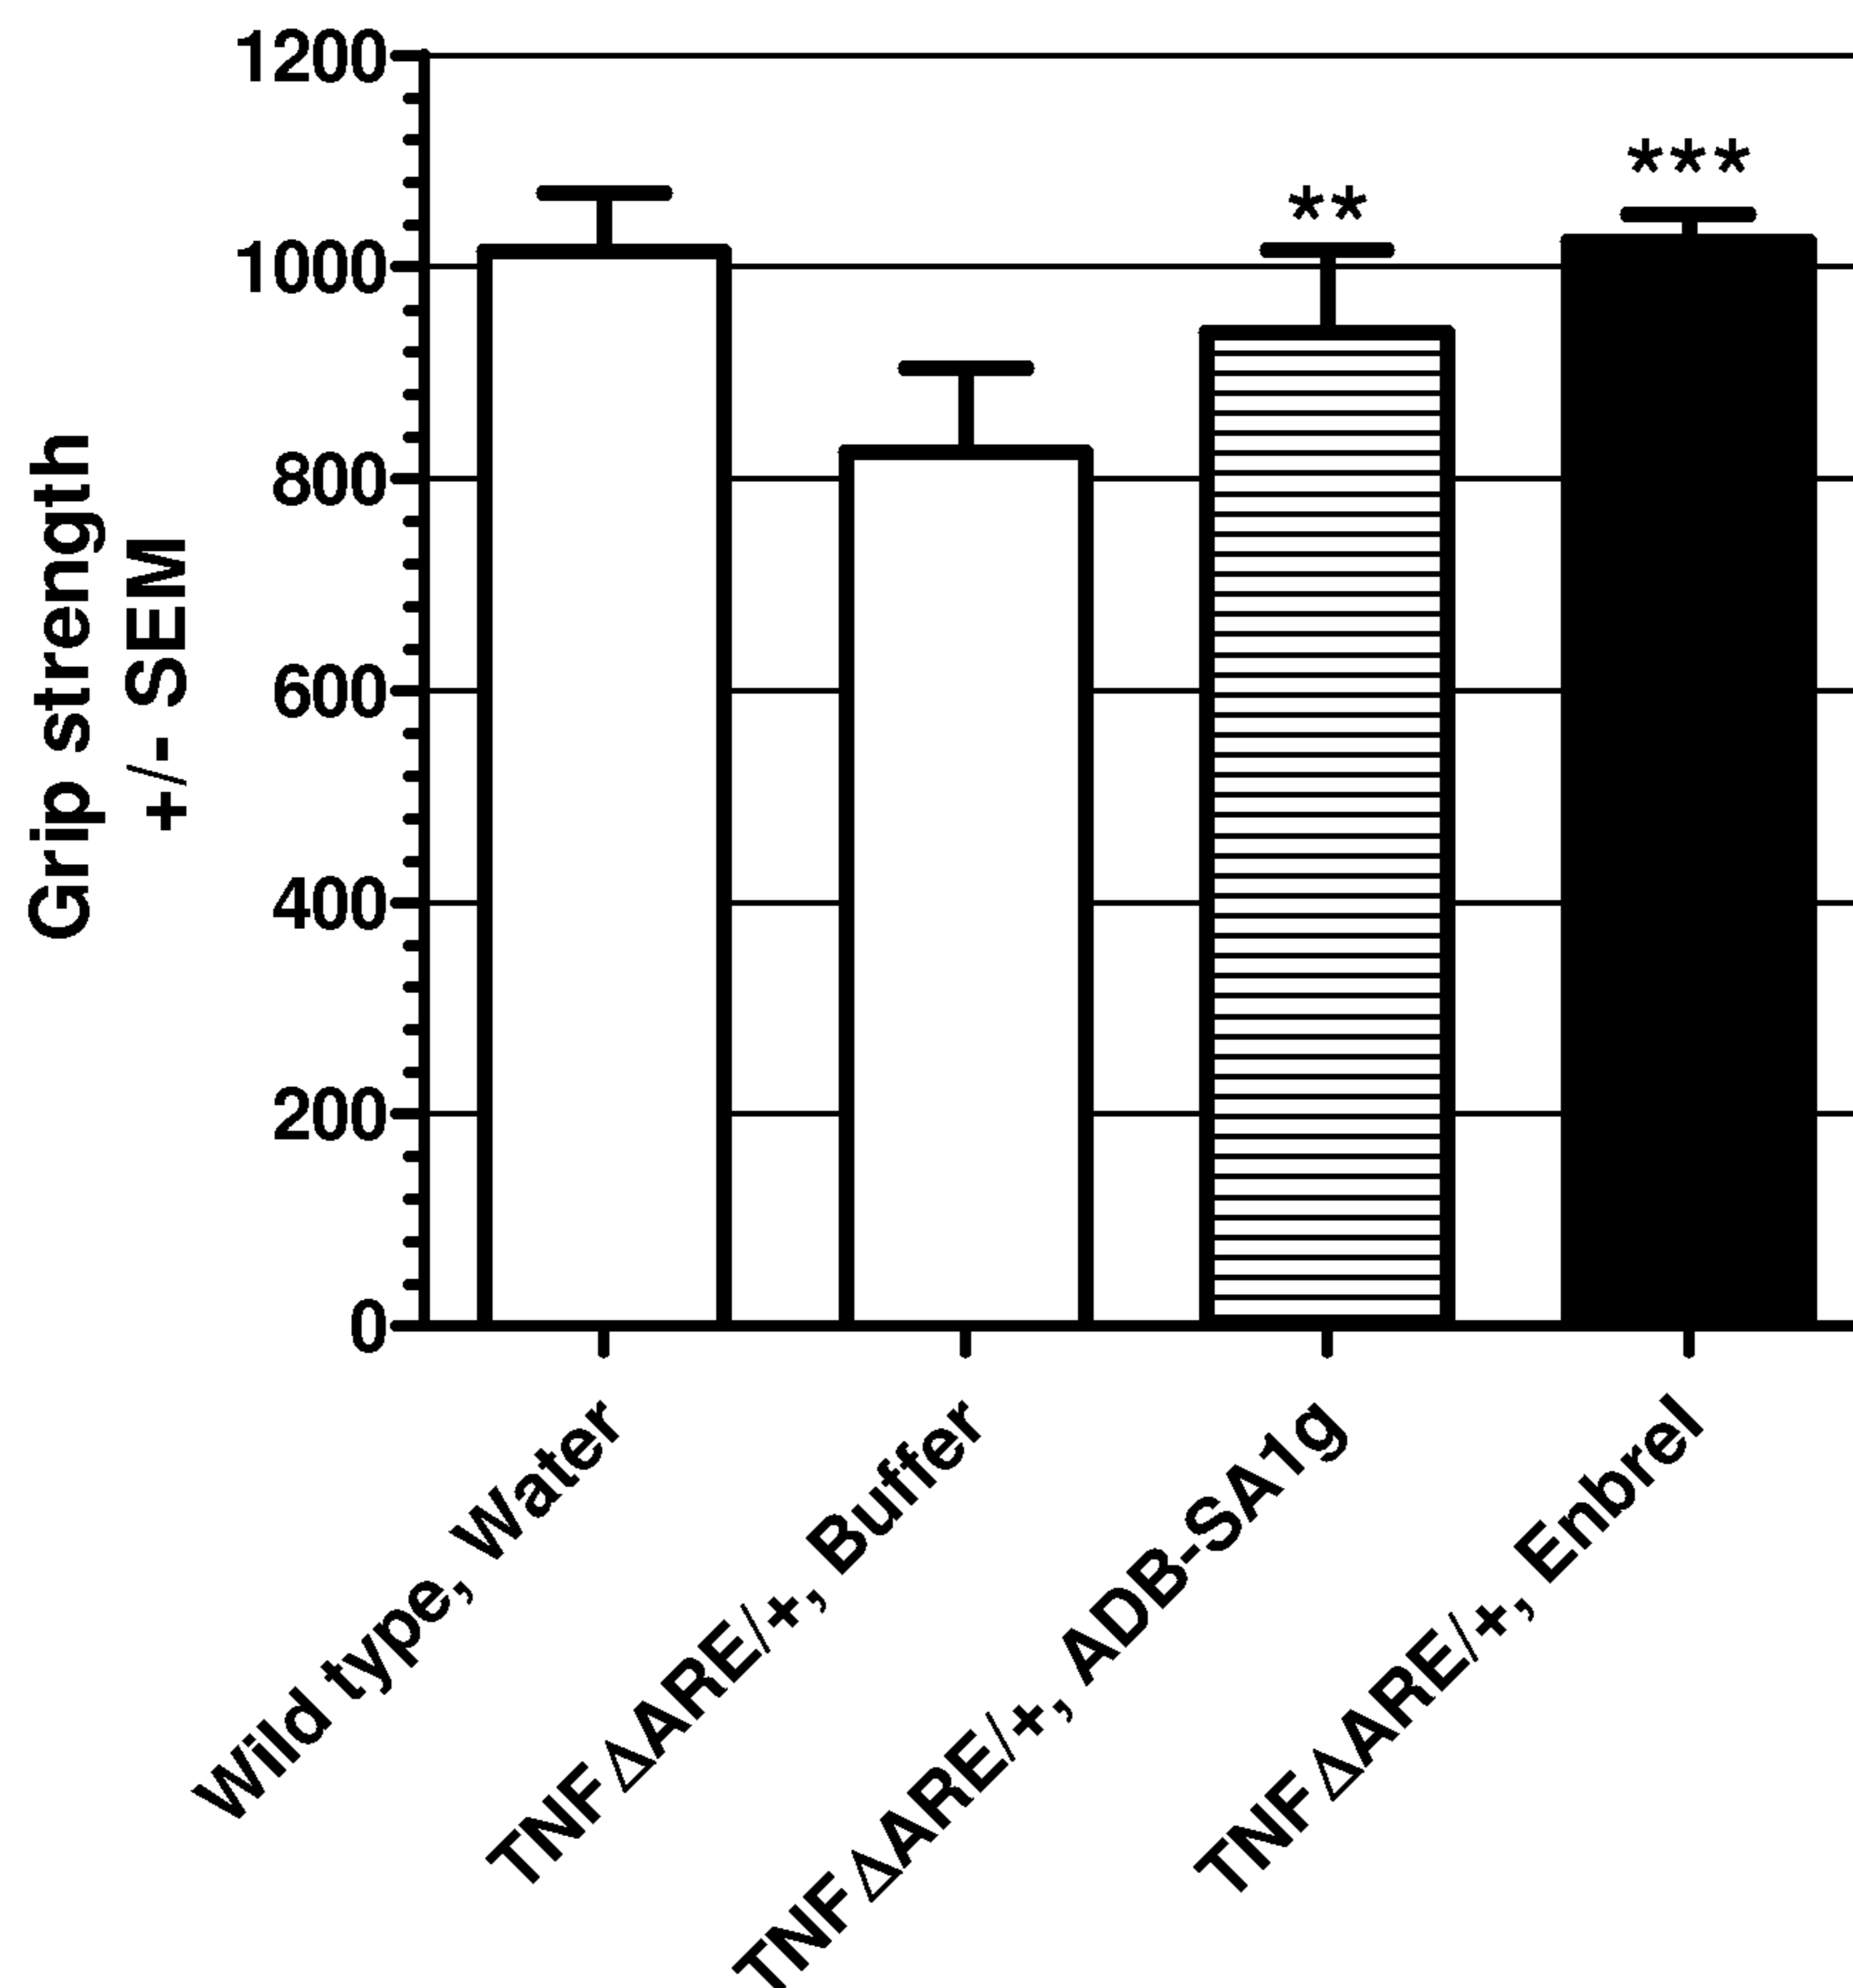 Grip strength
+/- SEM
1200
1000
800
600
400
200
0
**
***
Wild type, Water
TNFΔARE/+, Buffer
TNFΔARE/+, ADB-SA1g
TNFΔARE/+, Enbrel